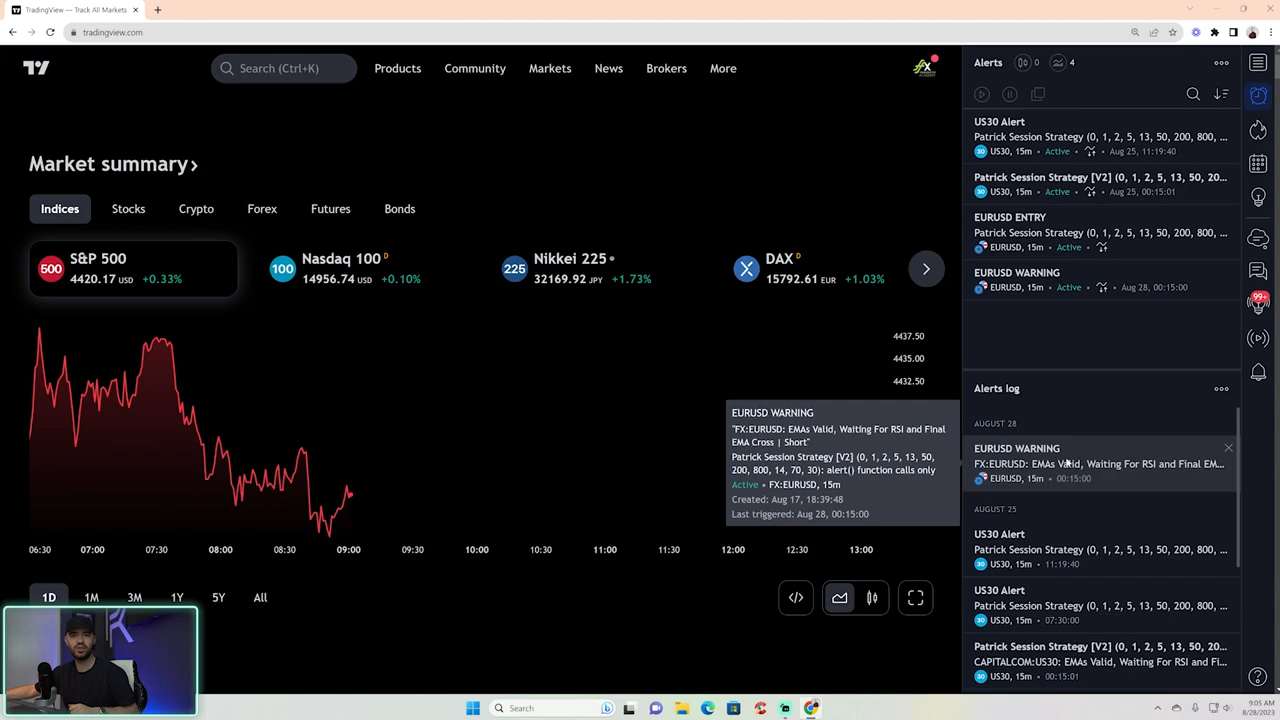 TradingView — Track All Markets
tradingview.com
Search (Ctrl+K)
Products
Community
Markets
News
Brokers
More
Market summary
Indices
Stocks
Crypto
Forex
Futures
Bonds
500
S&P 500
4420.17 USD +0.33%
100
Nasdaq 100 D
14956.74 USD +0.10%
225
Nikkei 225
32169.92 JPY +1.73%
DAX D
15792.61 EUR +1.03%
4437.50
4435.00
4432.50
06:30 07:00 07:30 08:00 08:30 09:00 09:30 10:00 10:30 11:00 11:30 12:00 12:30 13:00
1D 1M 3M 1Y 5Y All
EURUSD WARNING
"FX:EURUSD: EMAs Valid, Waiting For RSI and Final
EMA Cross | Short"
Patrick Session Strategy [V2] (0, 1, 2, 5, 13, 50,
200, 800, 14, 70, 30): alert() function calls only
Active • FX:EURUSD, 15m
Created: Aug 17, 18:39:48
Last triggered: Aug 28, 00:15:00
Alerts 0 4
US30 Alert
Patrick Session Strategy (0, 1, 2, 5, 13, 50, 200, 800, ...
30 US30, 15m • Active • Aug 25, 11:19:40
Patrick Session Strategy [V2] (0, 1, 2, 5, 13, 50, 20...
30 US30, 15m • Active • Aug 25, 00:15:01
EURUSD ENTRY
Patrick Session Strategy (0, 1, 2, 5, 13, 50, 200, 800, ...
EURUSD, 15m • Active •
EURUSD WARNING
EURUSD, 15m • Active • Aug 28, 00:15:00
99+
Alerts log
AUGUST 28
EURUSD WARNING
FX:EURUSD: EMAs Valid, Waiting For RSI and Final EM...
EURUSD, 15m • 00:15:00
AUGUST 25
US30 Alert
Patrick Session Strategy (0, 1, 2, 5, 13, 50, 200, 800, ...
30 US30, 15m • 11:19:40
US30 Alert
Patrick Session Strategy (0, 1, 2, 5, 13, 50, 200, 800, ...
30 US30, 15m • 07:30:00
Patrick Session Strategy [V2] (0, 1, 2, 5, 13, 50, 20...
CAPITALCOM:US30: EMAs Valid, Waiting For RSI and Fi...
30 US30, 15m • 00:15:01
Search
9:05 AM
8/28/2023